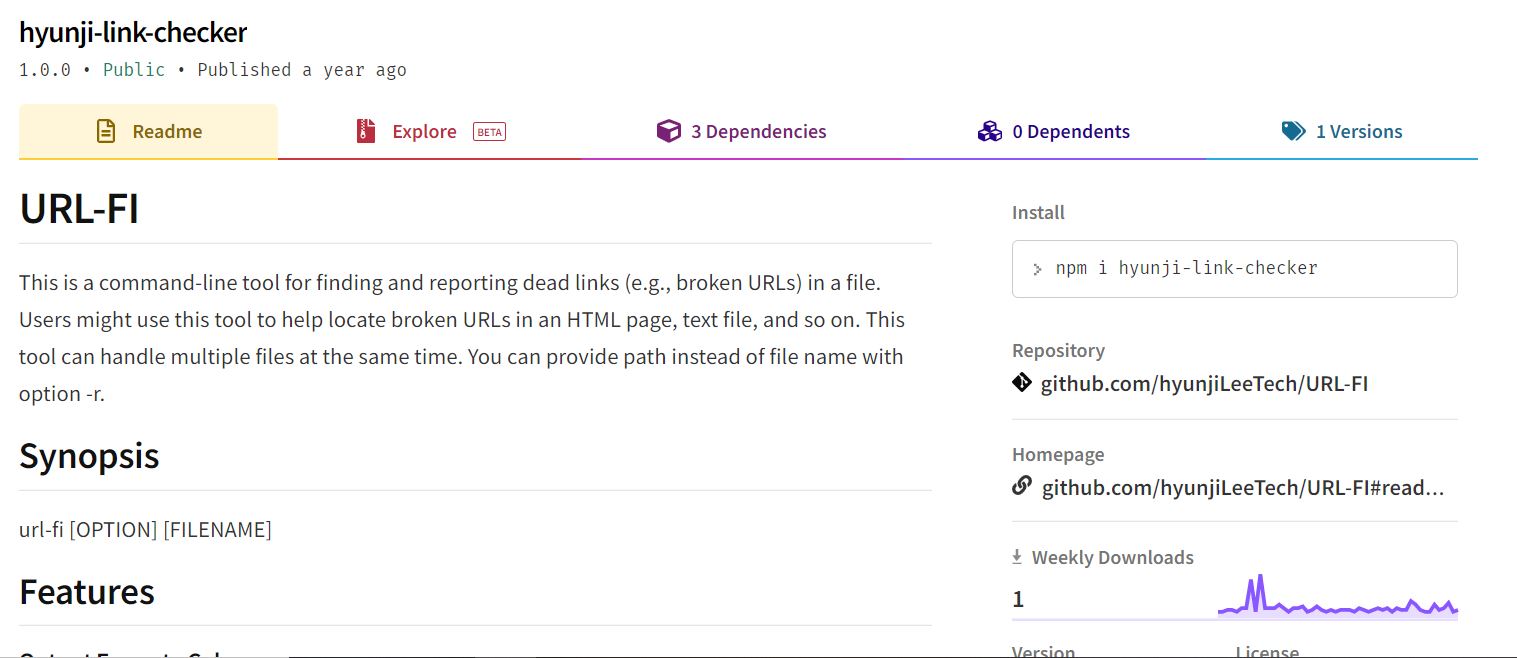 hyunji-link-checker
1.0.0 • Public • Published a year ago
Readme
Explore BETA
3 Dependencies
0 Dependents
1 Versions
URL-FI
This is a command-line tool for finding and reporting dead links (e.g., broken URLs) in a file.
Users might use this tool to help locate broken URLs in an HTML page, text file, and so on. This
tool can handle multiple files at the same time. You can provide path instead of file name with
option -r.
Synopsis
url-fi [OPTION] [FILENAME]
Features
Install
> npm i hyunji-link-checker
Repository
github.com/hyunjiLeeTech/URL-FI
Homepage
github.com/hyunjiLeeTech/URL-FI#read...
Weekly Downloads
1
Version
License